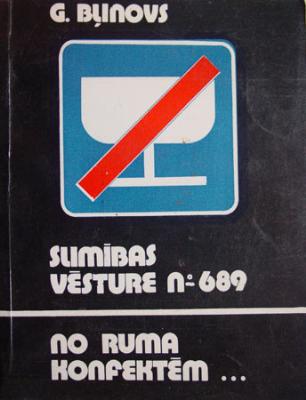 G. BĻINOVS
SLIMĪBAS
VĒSTURE Nº 689
NO RUMA
KONFEKTĒM ...